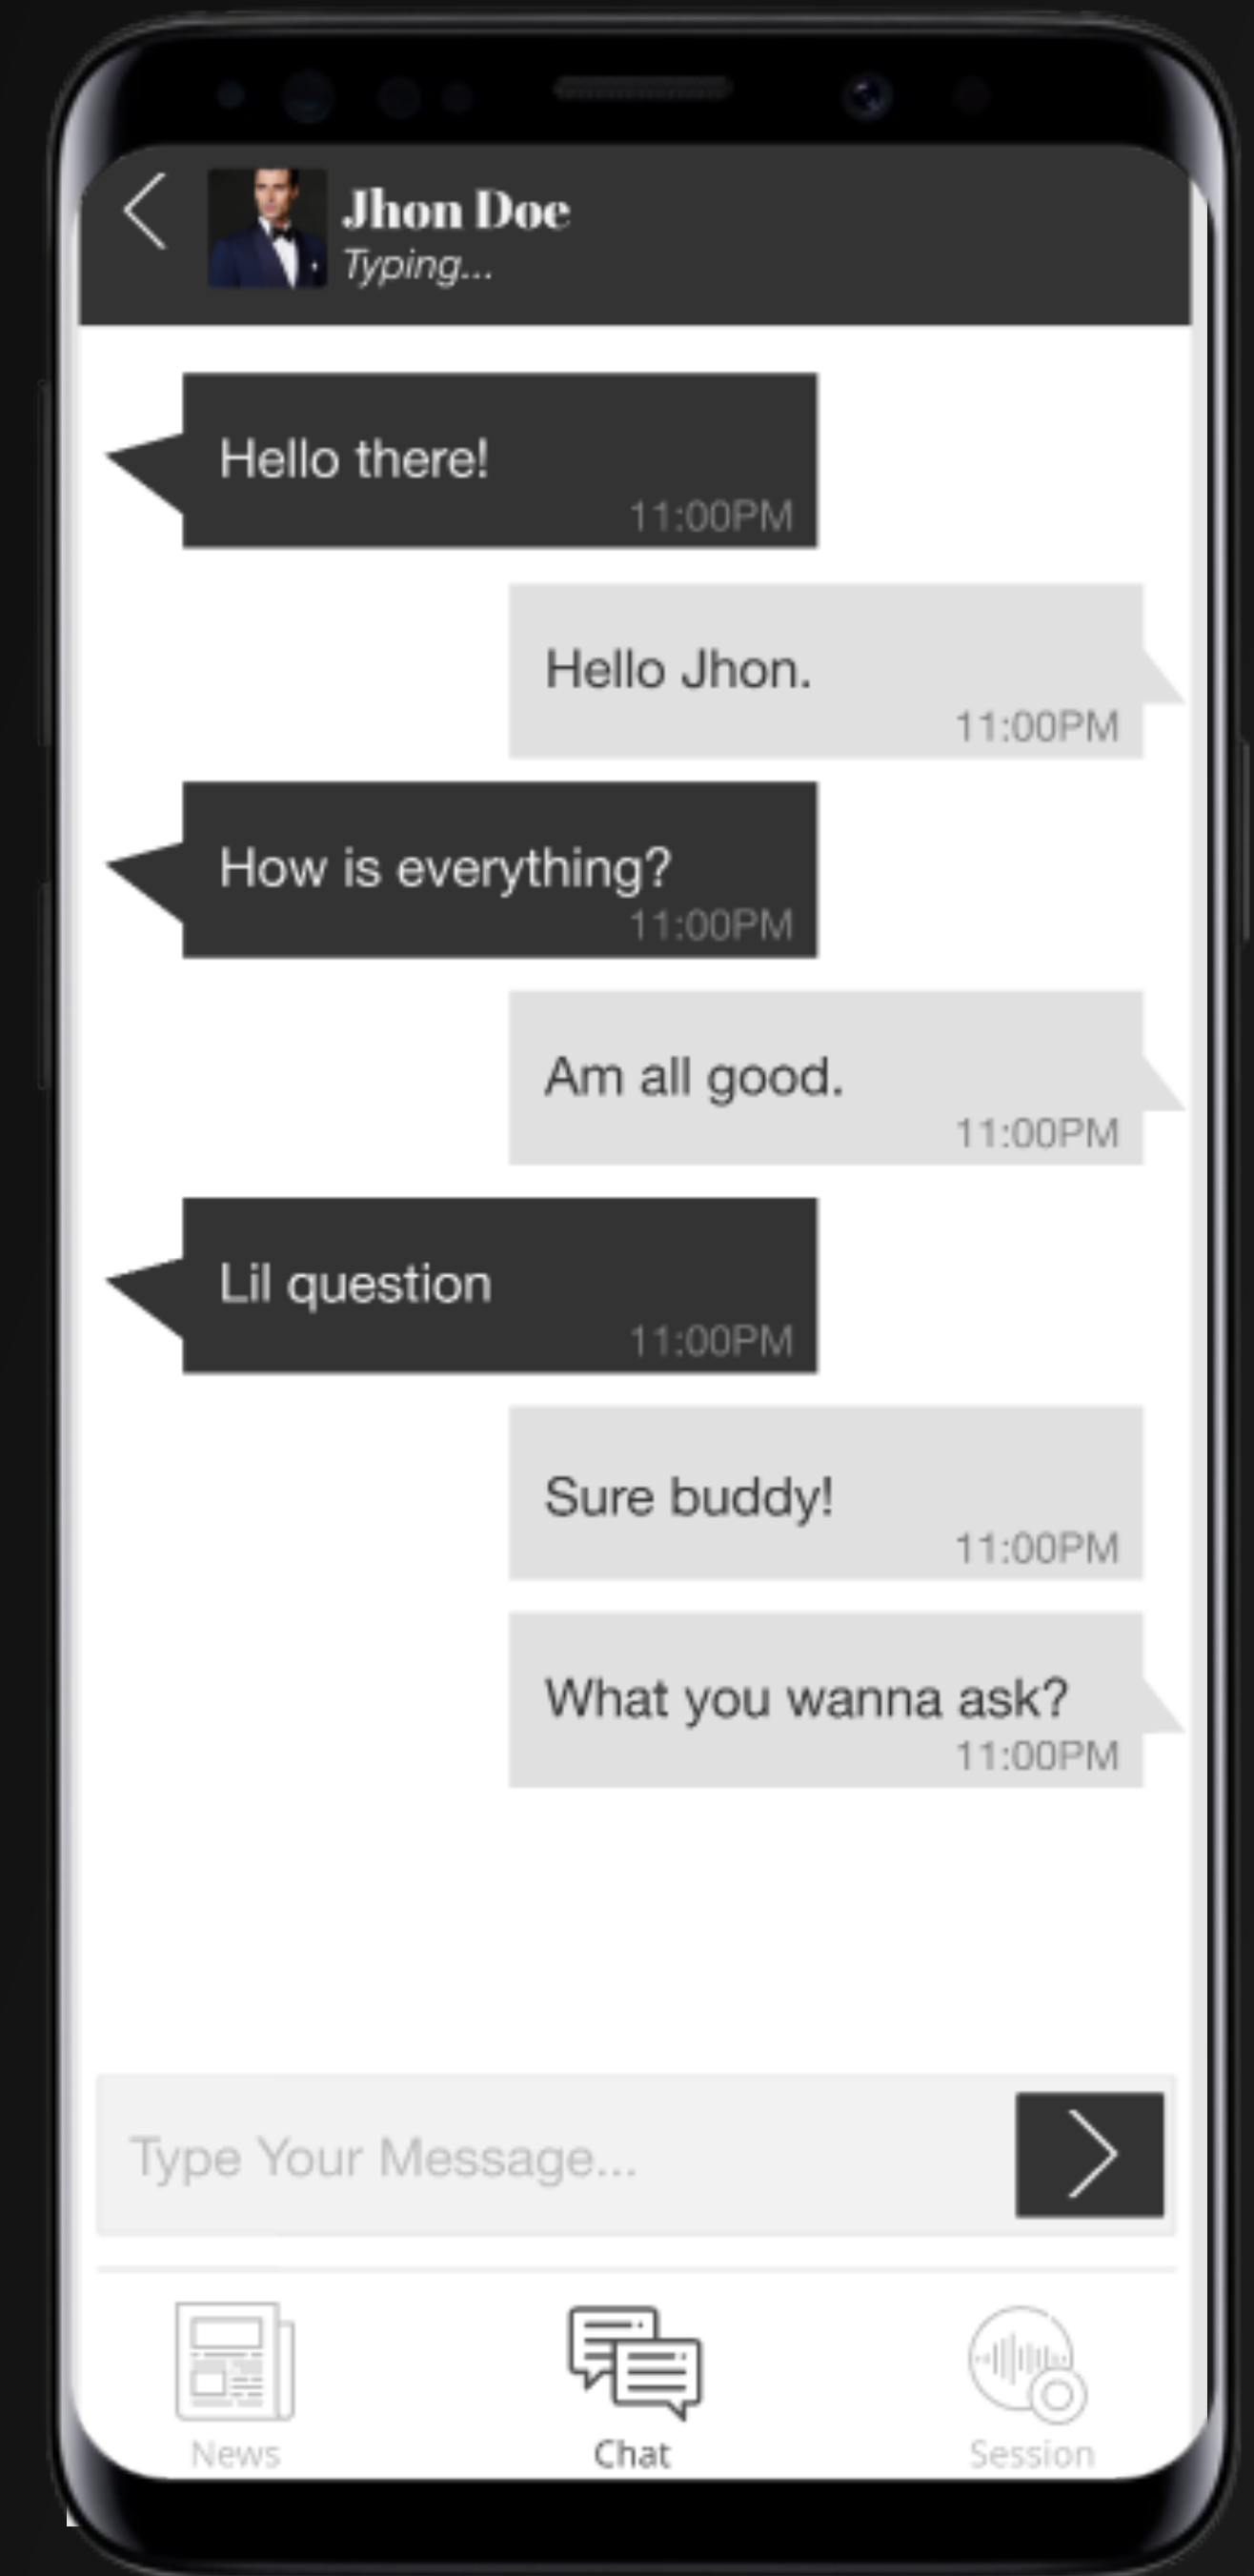 Jhon Doe
Typing...
Hello there!
11:00PM
Hello Jhon.
11:00PM
How is everything?
11:00PM
Am all good.
11:00PM
Lil question
11:00PM
Sure buddy!
11:00PM
What you wanna ask?
11:00PM
Type Your Message...
News
Chat
Session